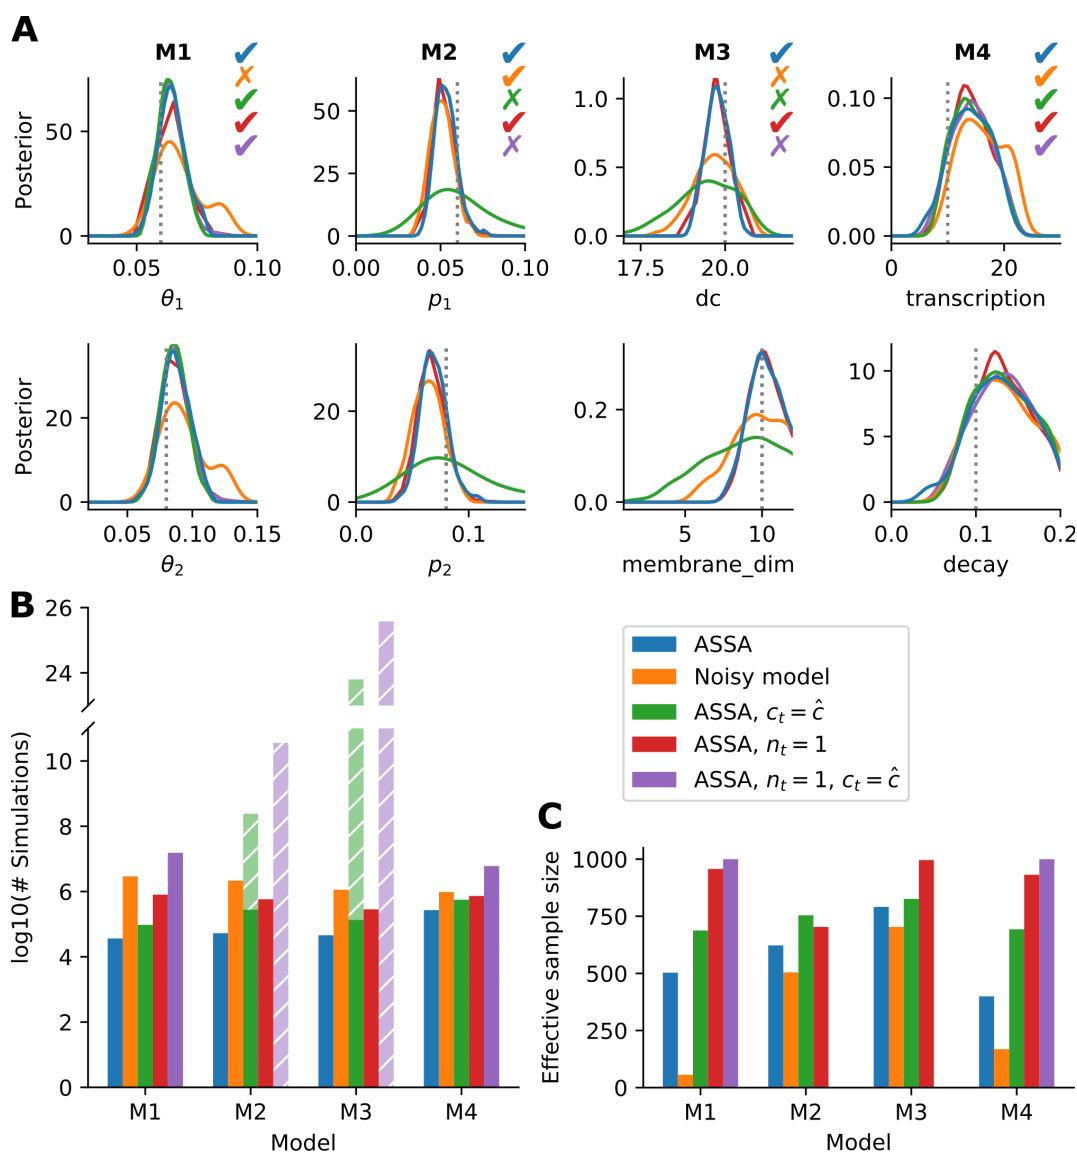 A
M1 M2 M3 M4
✔ ✔ ✔ ✔
✗ ✔ ✗ ✔
✔ ✗ ✗ ✔
✔ ✔ ✔ ✔
✔ ✗ ✗ ✔
Posterior
50
0
0.05 0.10
θ₁
50
25
0
0.00 0.05 0.10
p₁
1.0
0.5
0.0
17.5 20.0
dc
0.10
0.05
0.00
0 20
transcription
Posterior
20
0
0.05 0.10 0.15
θ₂
20
0
0.0 0.1
p₂
0.2
0.0
5 10
membrane_dim
10
5
0
0.0 0.1 0.2
decay
B
log10(# Simulations)
26
24
10
8
6
4
2
0
M1 M2 M3 M4
Model
ASSA
Noisy model
ASSA, cₜ = ĉ
ASSA, nₜ = 1
ASSA, nₜ = 1, cₜ = ĉ
C
Effective sample size
1000
750
500
250
0
M1 M2 M3 M4
Model